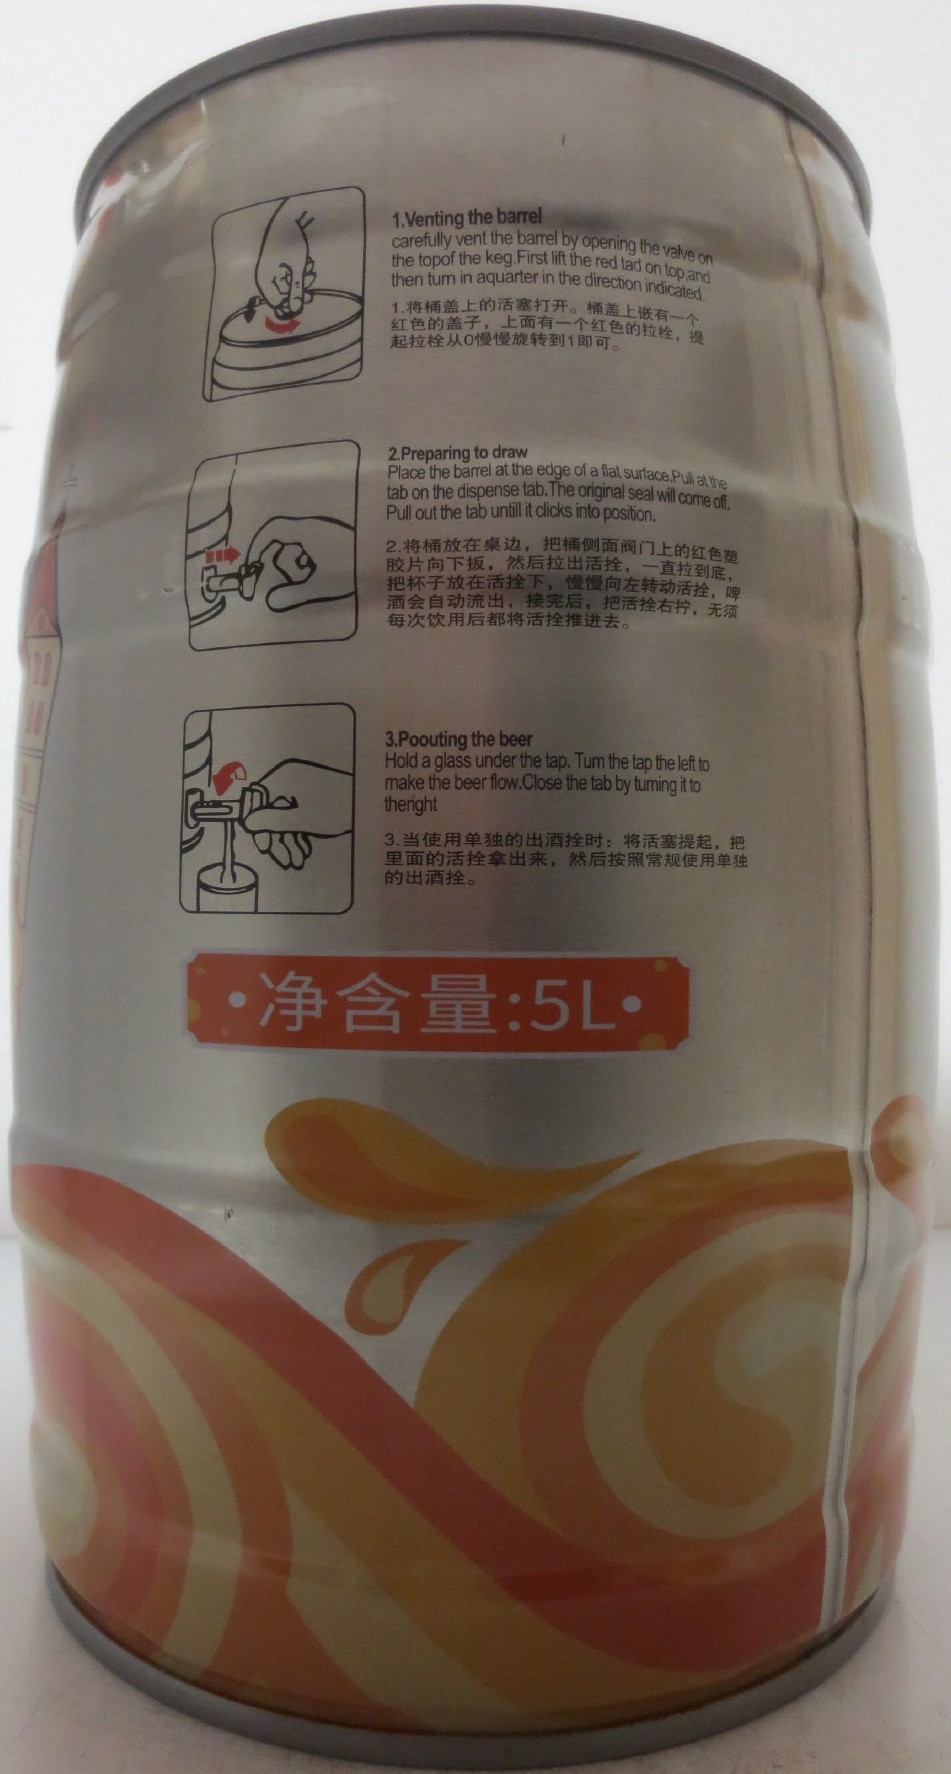 1.Venting the barrel
carefully vent the barrel by opening the valve on
the topof the keg.First lift the red tad on top,and
then turn in aquarter in the direction indicated.
1.将桶盖上的活塞打开。桶盖上嵌有一个
红色的盖子，上面有一个红色的拉栓，提
起拉栓从0慢慢旋转到1即可。
2.Preparing to draw
Place the barrel at the edge of a flat surface.Pull at the
tab on the dispense tab.The original seal will come off.
Pull out the tab untill it clicks into position.
2.将桶放在桌边，把桶侧面阀门上的红色塑
胶片向下扳，然后拉出活拴，一直拉到底，
把杯子放在活拴下，慢慢向左转动活拴，啤
酒会自动流出，接完后，把活拴右拧，无须
每次饮用后都将活拴推进去。
3.Poouting the beer
Hold a glass under the tap. Turn the tap the left to
make the beer flow.Close the tab by turning it to
theright
3.当使用单独的出酒拴时：将活塞提起，把
里面的活拴拿出来，然后按照常规使用单独
的出酒拴。
·净含量:5L·